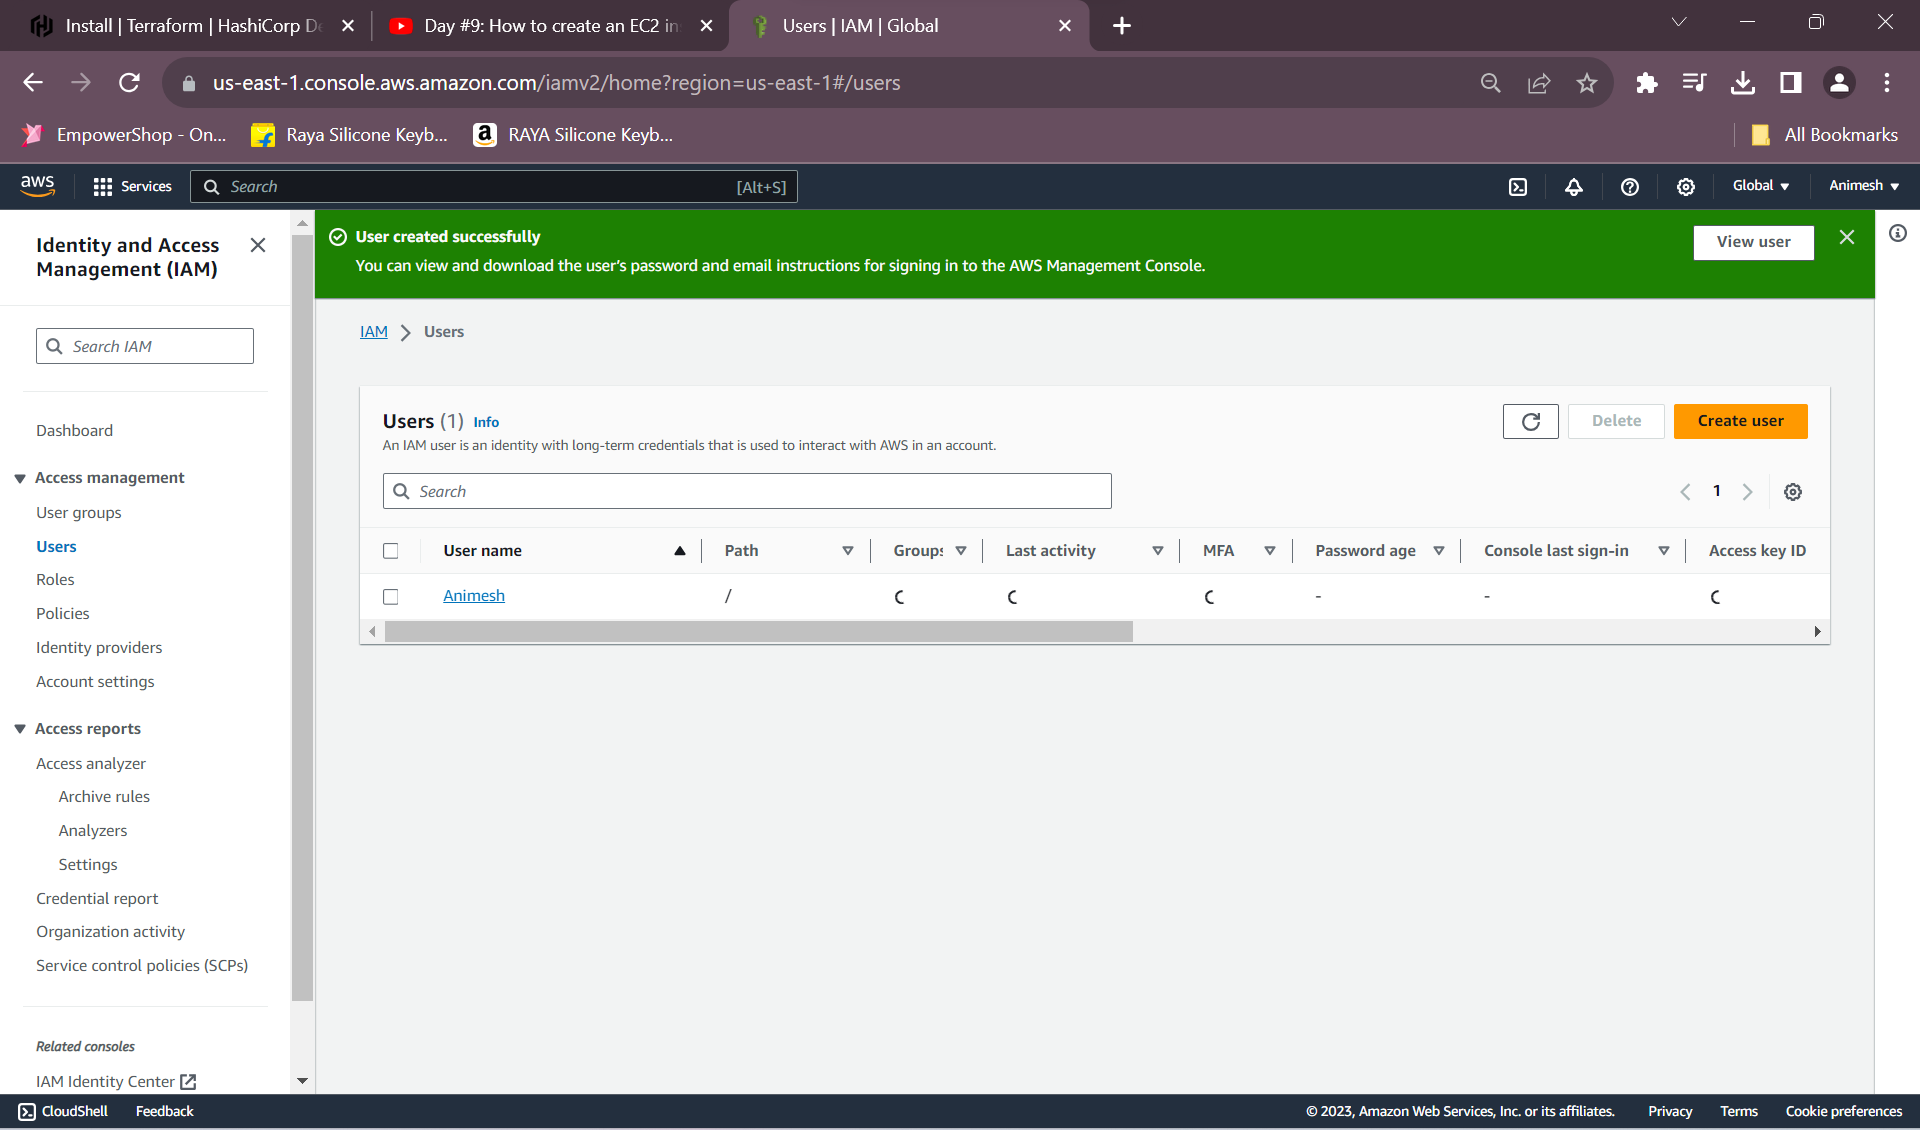 Install | Terraform | HashiCorp De
Day #9: How to create an EC2 in
Users | IAM | Global
us-east-1.console.aws.amazon.com/iamv2/home?region=us-east-1#/users
EmpowerShop - On...
Raya Silicone Keyb...
RAYA Silicone Keyb...
All Bookmarks
aws
Services
Search
[Alt+S]
Global
Animesh
Identity and Access
Management (IAM)
Search IAM
Dashboard
Access management
User groups
Users
Roles
Policies
Identity providers
Account settings
Access reports
Access analyzer
Archive rules
Analyzers
Settings
Credential report
Organization activity
Service control policies (SCPs)
Related consoles
IAM Identity Center
User created successfully
You can view and download the user's password and email instructions for signing in to the AWS Management Console.
View user
IAM
Users
Users (1)
Info
An IAM user is an identity with long-term credentials that is used to interact with AWS in an account.
Delete
Create user
Search
1
User name
Path
Groups
Last activity
MFA
Password age
Console last sign-in
Access key ID
Animesh
/
-
-
CloudShell
Feedback
© 2023, Amazon Web Services, Inc. or its affiliates.
Privacy
Terms
Cookie preferences